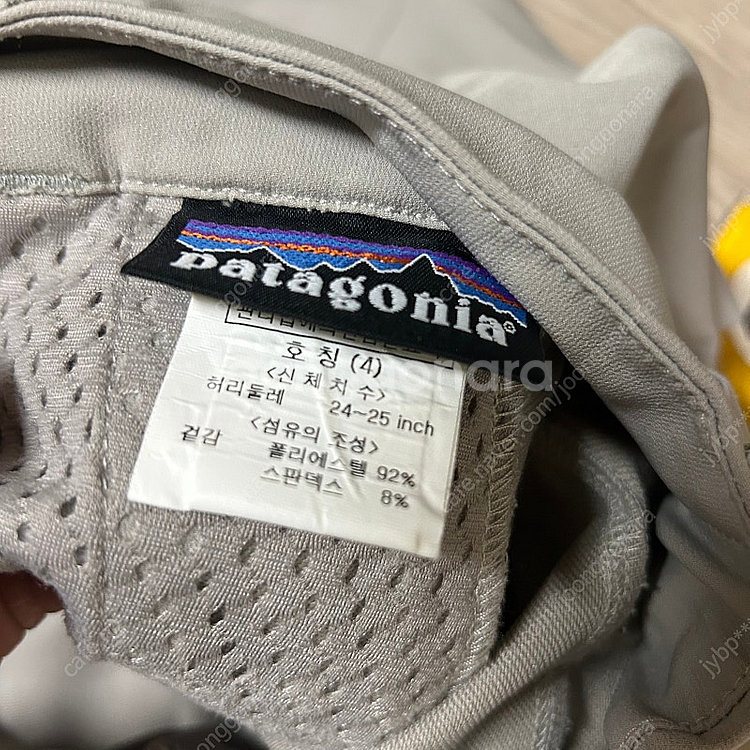 patagonia®
호칭 (4)
<신체치수>
허리둘레 24~25 inch
<섬유의 조성>
겉감 폴리에스텔 92%
스판덱스 8%